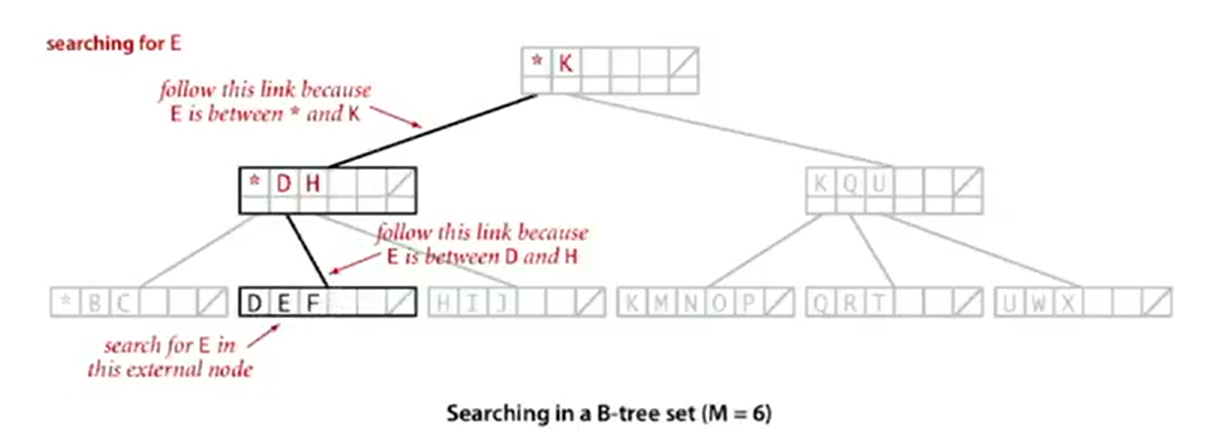 searching for E
* K
follow this link because
E is between * and K
* D H
K Q U
follow this link because
E is between D and H
* B C
D E F
H I J
K M N O P
Q R T
U W X
search for E in
this external node
Searching in a B-tree set (M = 6)